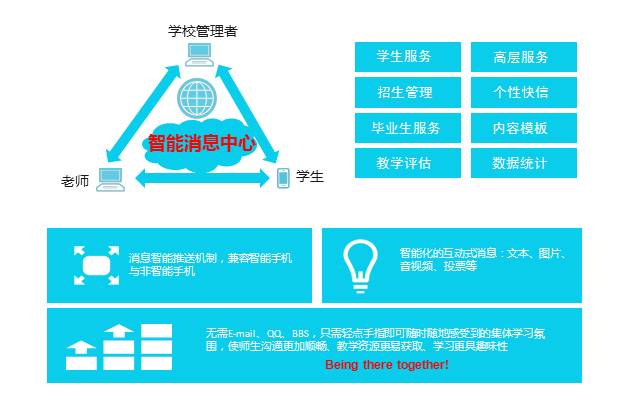 学校管理者
智能消息中心
老师
学生
学生服务
高层服务
招生管理
个性快信
毕业生服务
内容模板
教学评估
数据统计
消息智能推送机制，兼容智能手机
与非智能手机
智能化的互动式消息：文本、图片、
音视频、投票等
无需E-mail、QQ、BBS，只需轻点手指即可随时随地感受到的集体学习氛
围，使师生沟通更加顺畅、教学资源更易获取、学习更具趣味性
Being there together!